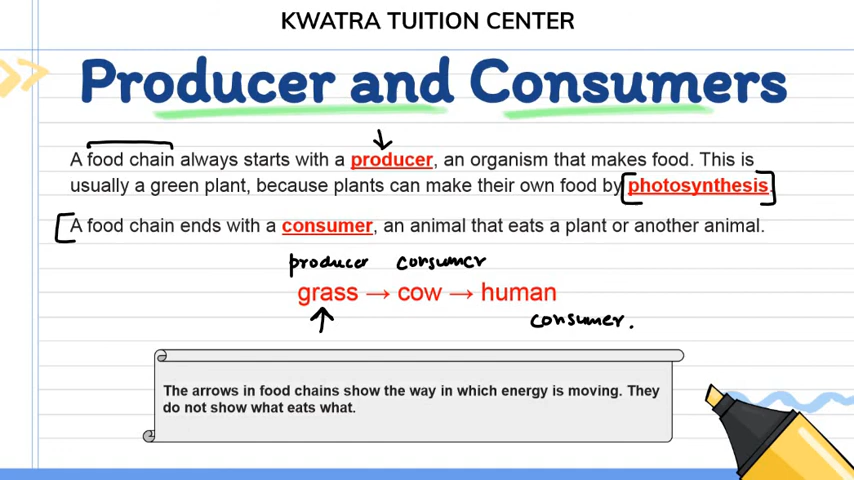 KWATRA TUITION CENTER
Producer and Consumers
A food chain always starts with a producer, an organism that makes food. This is
usually a green plant, because plants can make their own food by photosynthesis.
A food chain ends with a consumer, an animal that eats a plant or another animal.
producer consumer
grass → cow → human
consumer.
The arrows in food chains show the way in which energy is moving. They
do not show what eats what.